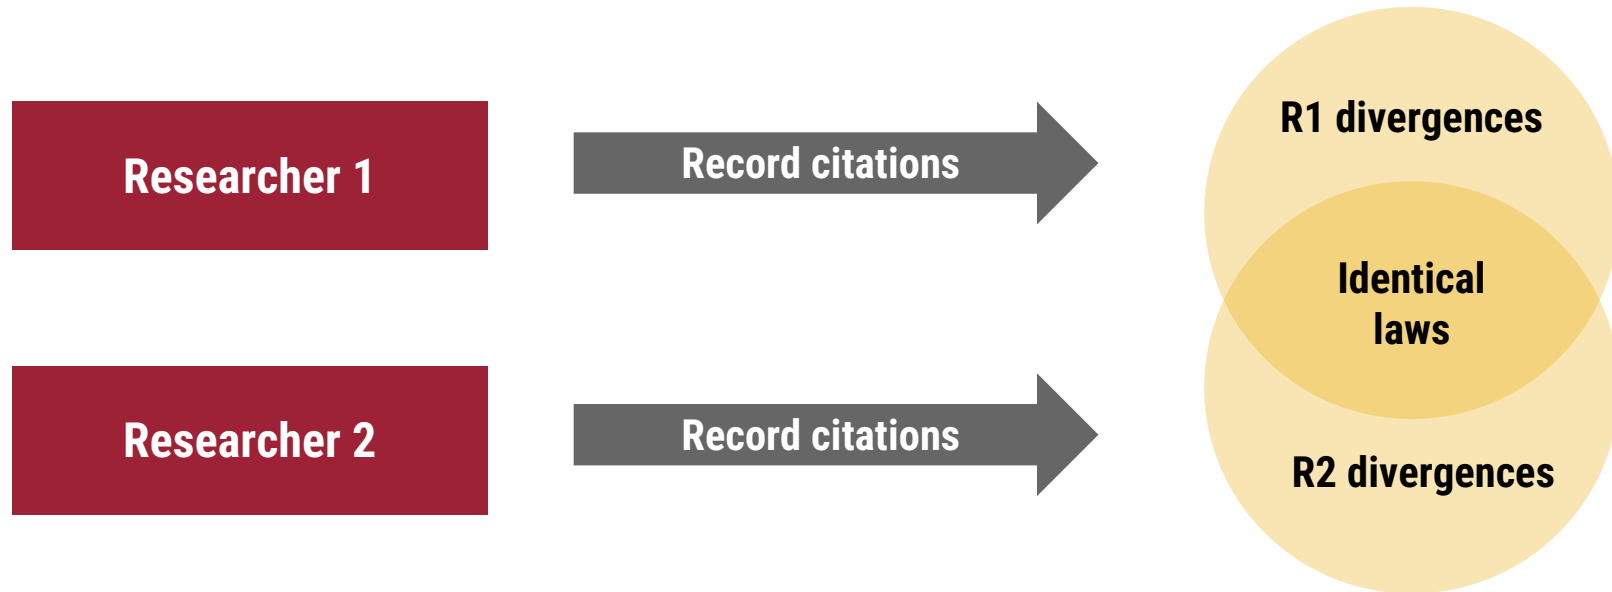 Researcher 1
Record citations
R1 divergences
Identical
laws
Researcher 2
Record citations
R2 divergences